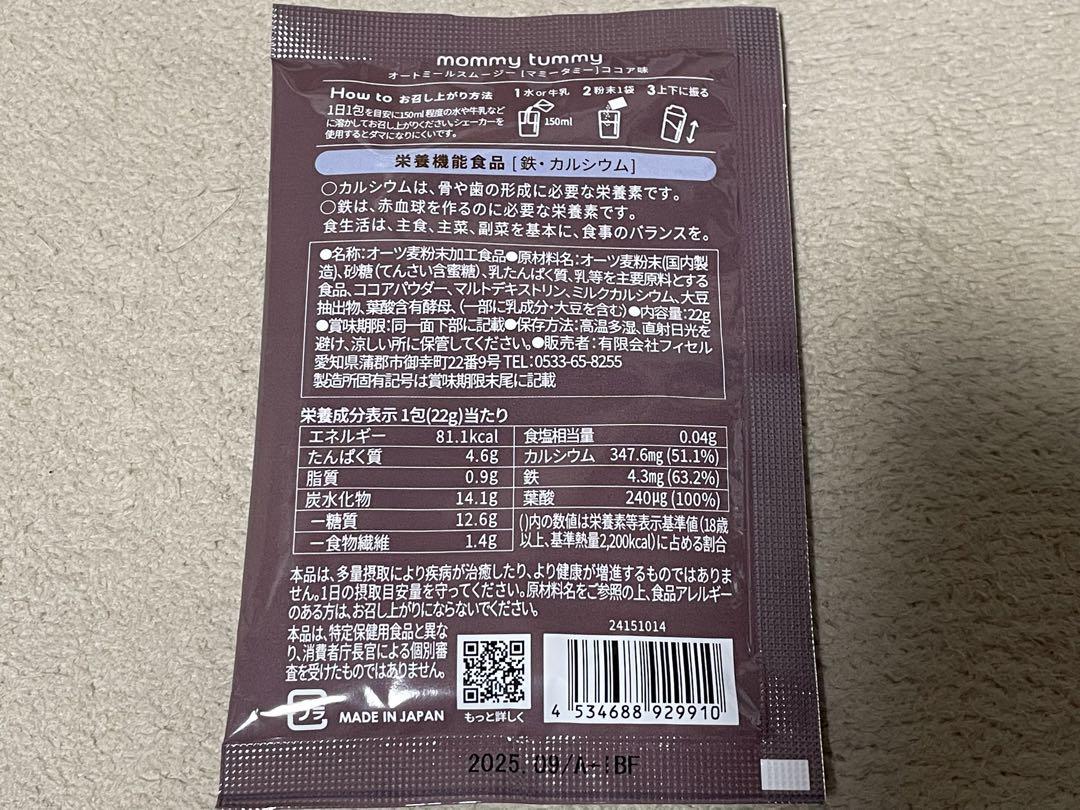 mommy tummy
オートミールスムージー [マミータミー] ココア味
How to お召し上がり方法
1日1包を目安に150ml程度の水や牛乳など
に溶かしてお召し上がりください。シェーカーを
使用するとダマになりにくいです。
1 水or牛乳 2 粉末1袋 3 上下に振る
150ml
栄養機能食品 [鉄・カルシウム]
○カルシウムは、骨や歯の形成に必要な栄養素です。
○鉄は、赤血球を作るのに必要な栄養素です。
食生活は、主食、主菜、副菜を基本に、食事のバランスを。
●名称:オーツ麦粉末加工食品●原材料名:オーツ麦粉末(国内製
造)、砂糖(てんさい含蜜糖)、乳たんぱく質、乳等を主要原料とする
食品、ココアパウダー、マルトデキストリン、ミルクカルシウム、大豆
抽出物、葉酸含有酵母、(一部に乳成分・大豆を含む)●内容量:22g
●賞味期限:同一面下部に記載●保存方法:高温多湿、直射日光を
避け、涼しい所に保管してください。●販売者:有限会社フィセル
愛知県蒲郡市御幸町22番9号 TEL:0533-65-8255
製造所固有記号は賞味期限末尾に記載
栄養成分表示 1包(22g)当たり
エネルギー 81.1kcal
たんぱく質 4.6g
脂質 0.9g
炭水化物 14.1g
ー糖質 12.6g
ー食物繊維 1.4g
食塩相当量 0.04g
カルシウム 347.6mg (51.1%)
鉄 4.3mg (63.2%)
葉酸 240μg (100%)
()内の数値は栄養素等表示基準値(18歳
以上、基準熱量2,200kcal)に占める割合
本品は、多量摂取により疾病が治癒したり、より健康が増進するものではありま
せん。1日の摂取目安量を守ってください。原材料名をご参照の上、食品アレルギー
のある方は、お召し上がりにならないでください。
本品は、特定保健用食品と異な
り、消費者庁長官による個別審
査を受けたものではありません。
プラ
MADE IN JAPAN
もっと詳しく
24151014
4 534688 929910
2025.09/A-IBF